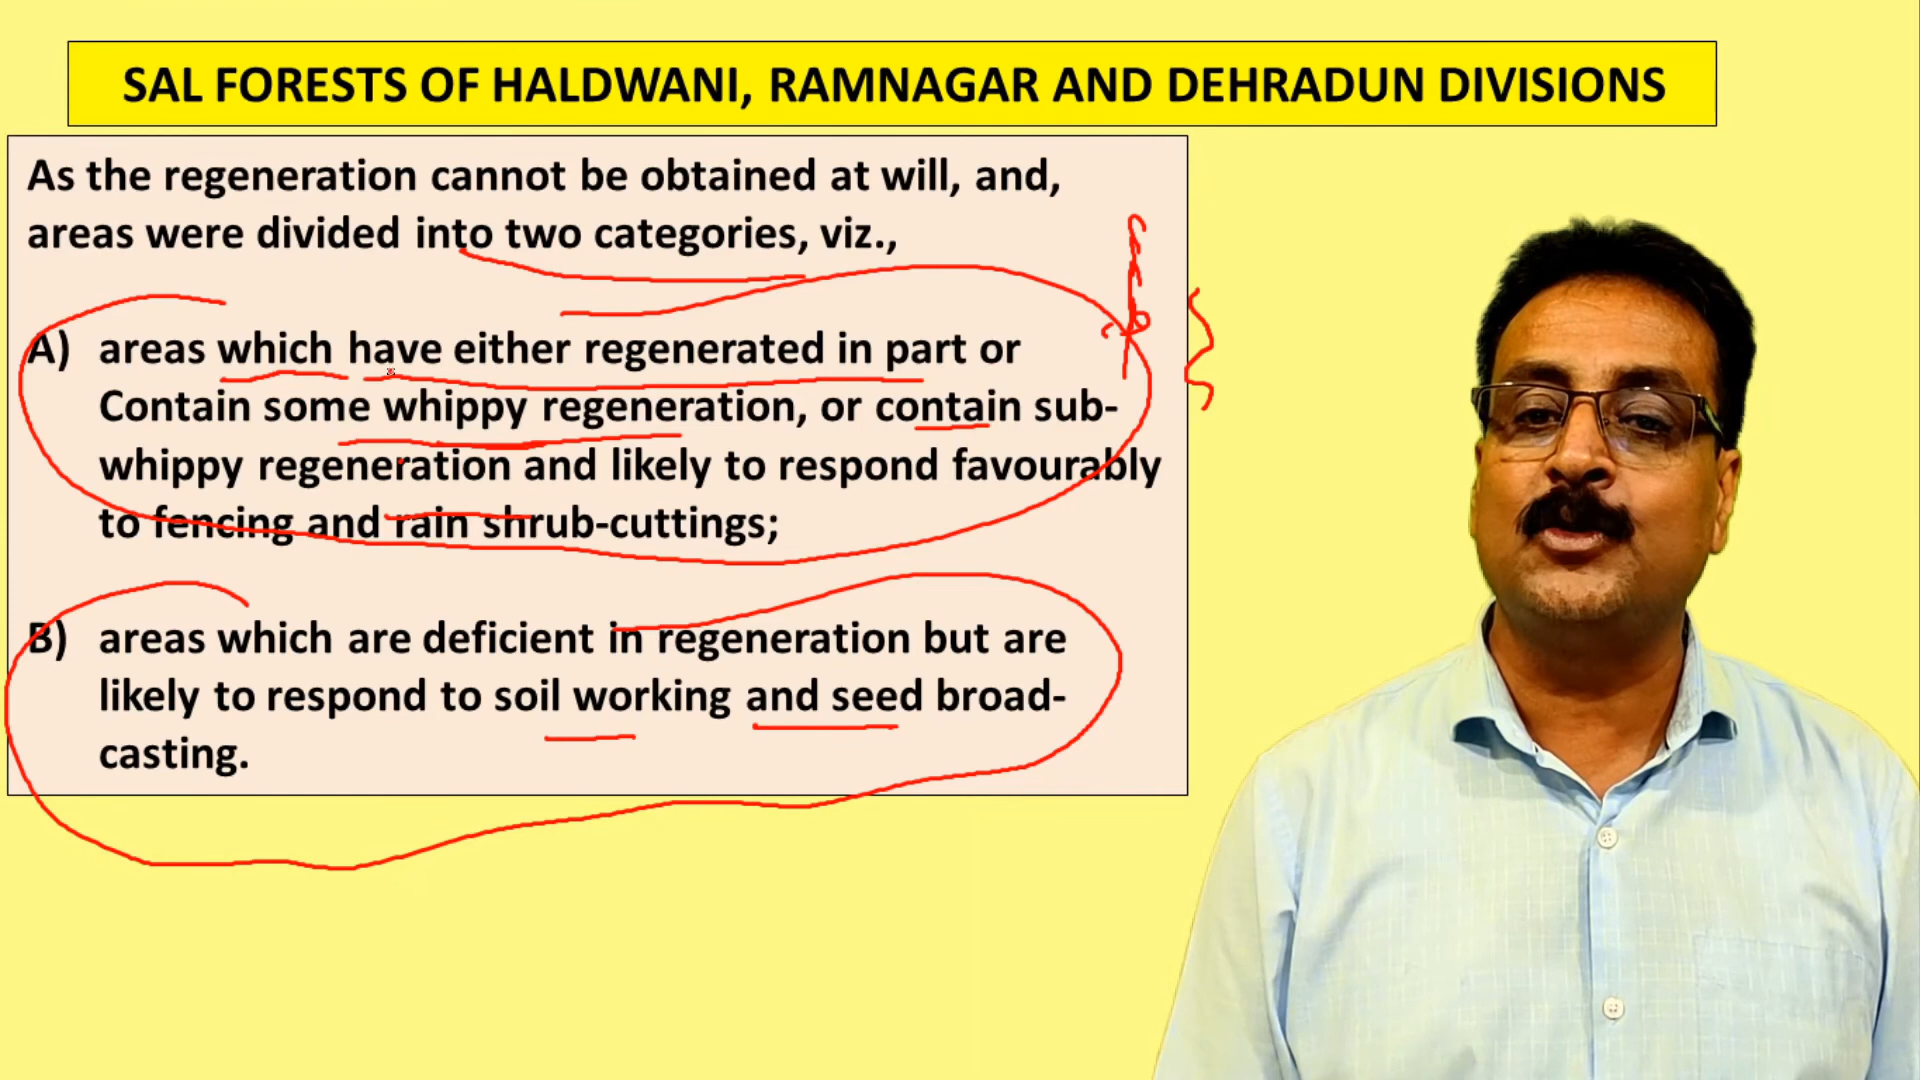 SAL FORESTS OF HALDWANI, RAMNAGAR AND DEHRADUN DIVISIONS
As the regeneration cannot be obtained at will, and,
areas were divided into two categories, viz.,
A) areas which have either regenerated in part or
Contain some whippy regeneration, or contain sub-
whippy regeneration and likely to respond favourably
to fencing and rain shrub-cuttings;
B) areas which are deficient in regeneration but are
likely to respond to soil working and seed broad-
casting.